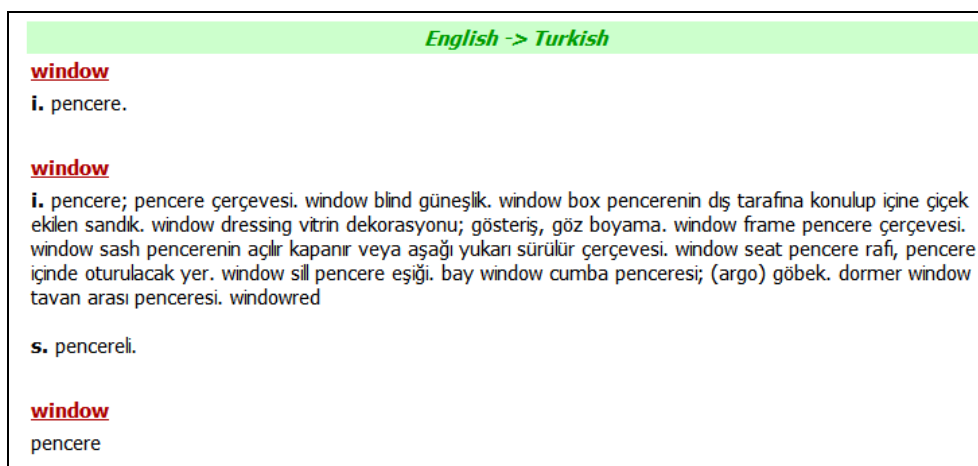 English -> Turkish
window
i. pencere.
window
i. pencere; pencere çerçevesi. window blind güneşlik. window box pencerenin dış tarafına konulup içine çiçek
ekilen sandık. window dressing vitrin dekorasyonu; gösteriş, göz boyama. window frame pencere çerçevesi.
window sash pencerenin açılır kapanır veya aşağı yukarı sürülür çerçevesi. window seat pencere rafı, pencere
içinde oturulacak yer. window sill pencere eşiği. bay window cumba penceresi; (argo) göbek. dormer window
tavan arası penceresi. windowred
s. pencereli.
window
pencere